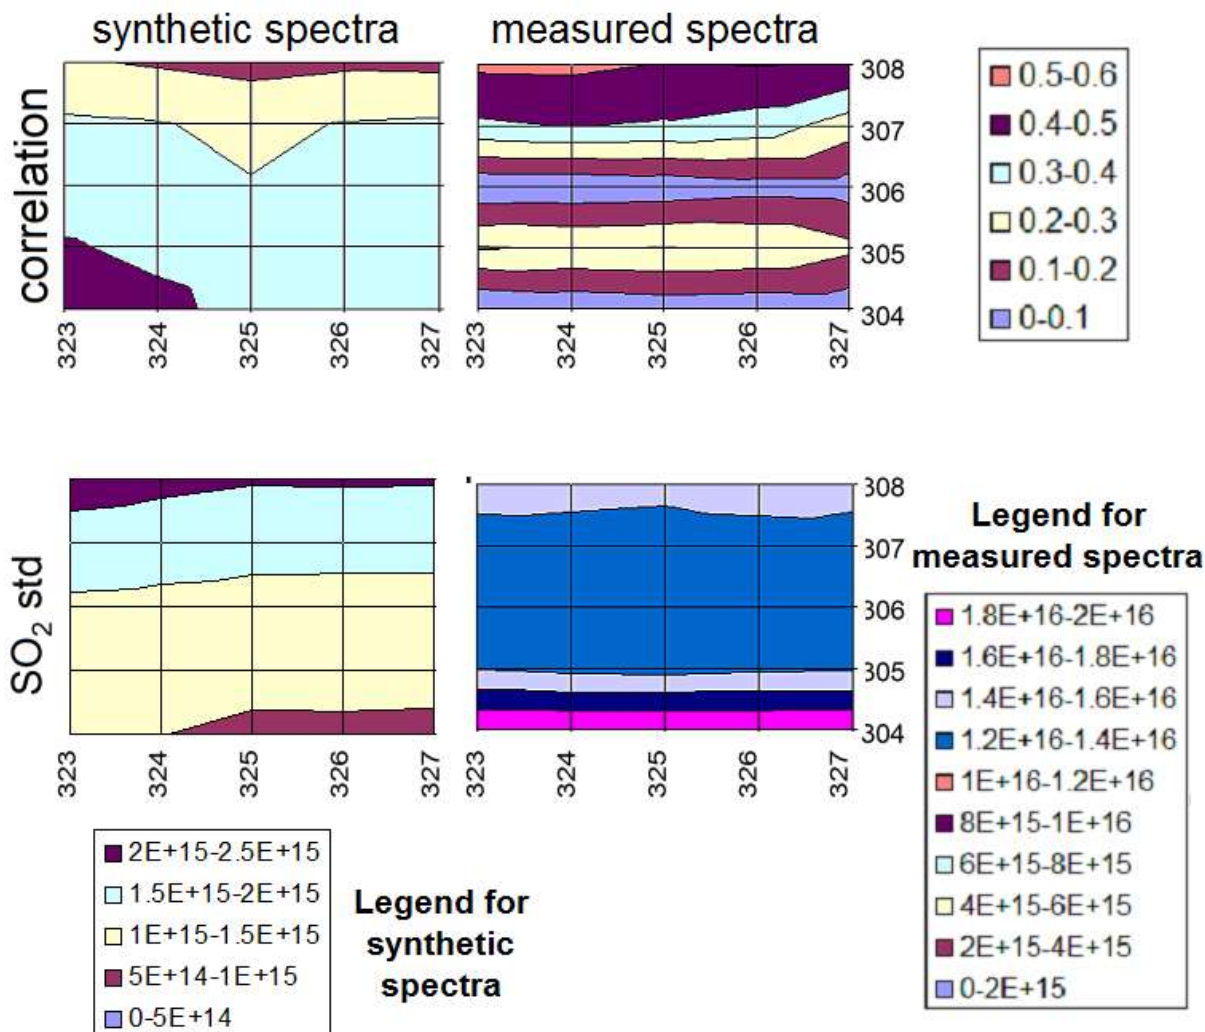 synthetic spectra
measured spectra
correlation
308
307
306
305
304
323
324
325
326
327
323
324
325
326
327
0.5-0.6
0.4-0.5
0.3-0.4
0.2-0.3
0.1-0.2
0-0.1
SO₂ std
308
307
306
305
304
323
324
325
326
327
323
324
325
326
327
Legend for
measured spectra
1.8E+16-2E+16
1.6E+16-1.8E+16
1.4E+16-1.6E+16
1.2E+16-1.4E+16
1E+16-1.2E+16
8E+15-1E+16
6E+15-8E+15
4E+15-6E+15
2E+15-4E+15
0-2E+15
2E+15-2.5E+15
1.5E+15-2E+15
1E+15-1.5E+15
5E+14-1E+15
0-5E+14
Legend for
synthetic
spectra